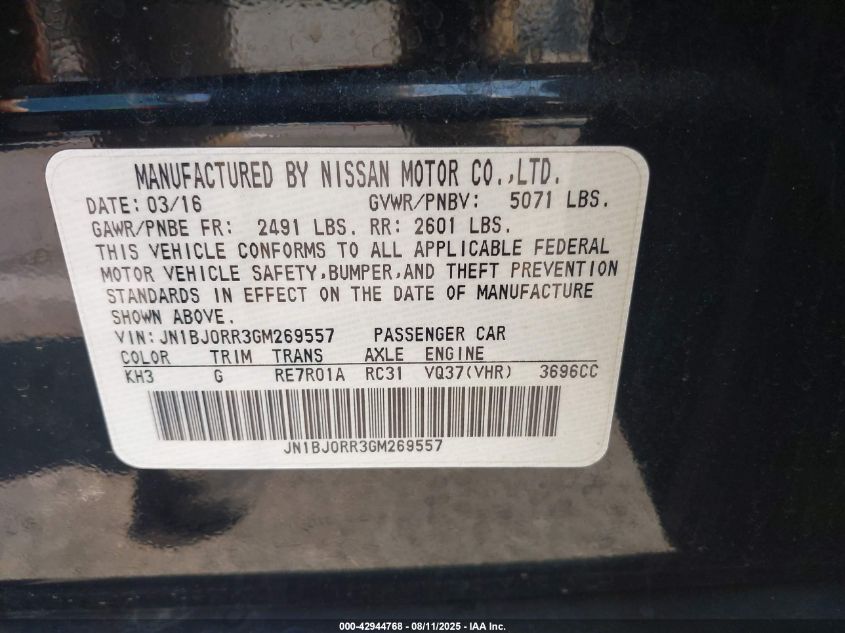 MANUFACTURED BY NISSAN MOTOR CO.,LTD.
DATE: 03/16 GVWR/PNBV: 5071 LBS.
GAWR/PNBE FR: 2491 LBS. RR: 2601 LBS.
THIS VEHICLE CONFORMS TO ALL APPLICABLE FEDERAL
MOTOR VEHICLE SAFETY,BUMPER,AND THEFT PREVENTION
STANDARDS IN EFFECT ON THE DATE OF MANUFACTURE
SHOWN ABOVE.
VIN: JN1BJ0RR3GM269557 PASSENGER CAR
COLOR TRIM TRANS AXLE ENGINE
KH3 G RE7R01A RC31 VQ37(VHR) 3696CC
JN1BJ0RR3GM269557
000-42944768 - 08/11/2025 - IAA Inc.